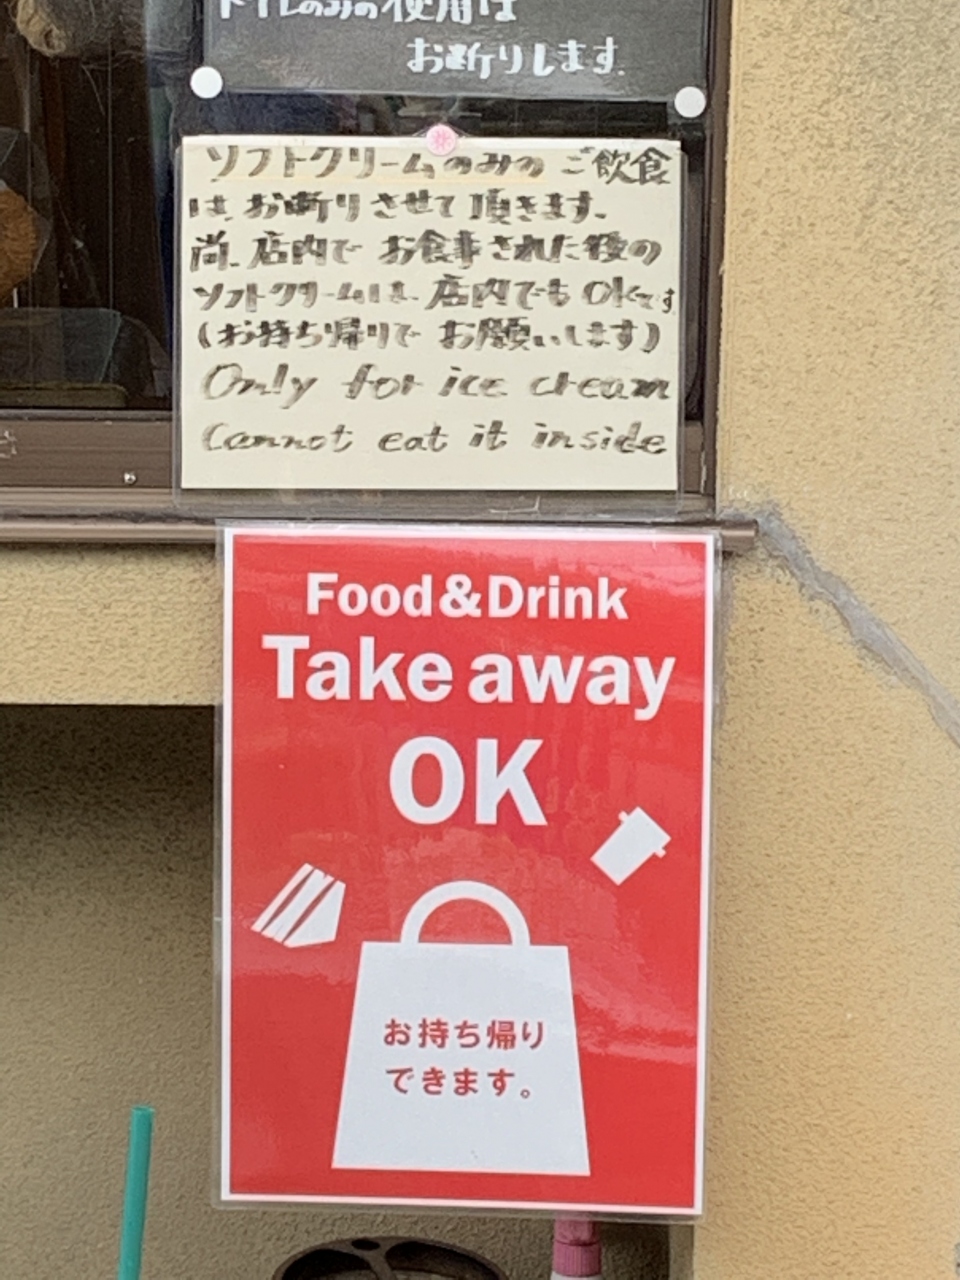 トイレのみの使用は
お断りします.
ソフトクリームのみの ご飲食
は、お断りさせて頂きます.
尚、店内で お食事された後の
ソフトクリームは、店内でも OKです.
(お持ち帰りで お願いします)
Only for ice cream
Cannot eat it inside
Food&Drink
Take away
OK
お持ち帰り
できます。